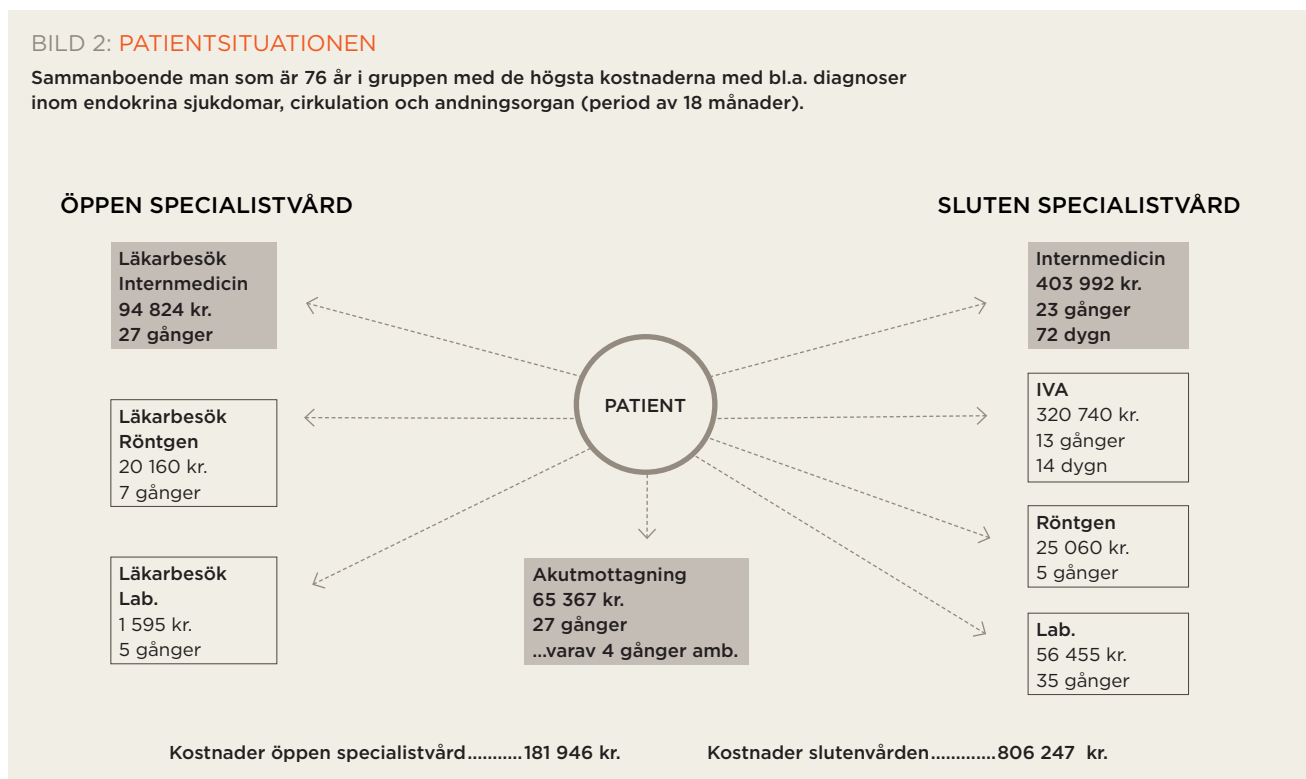 BILD 2: PATIENTSITUATIONEN
Sammanboende man som är 76 år i gruppen med de högsta kostnaderna med bl.a. diagnoser
inom endokrina sjukdomar, cirkulation och andningsorgan (period av 18 månader).
ÖPPEN SPECIALISTVÅRD
Läkarbesök
Internmedicin
94 824 kr.
27 gånger
Läkarbesök
Röntgen
20 160 kr.
7 gånger
Läkarbesök
Lab.
1 595 kr.
5 gånger
PATIENT
Akutmottagning
65 367 kr.
27 gånger
...varav 4 gånger amb.
SLUTEN SPECIALISTVÅRD
Internmedicin
403 992 kr.
23 gånger
72 dygn
IVA
320 740 kr.
13 gånger
14 dygn
Röntgen
25 060 kr.
5 gånger
Lab.
56 455 kr.
35 gånger
Kostnader öppen specialistvård...........181 946 kr.
Kostnader slutenvården.............806 247 kr.